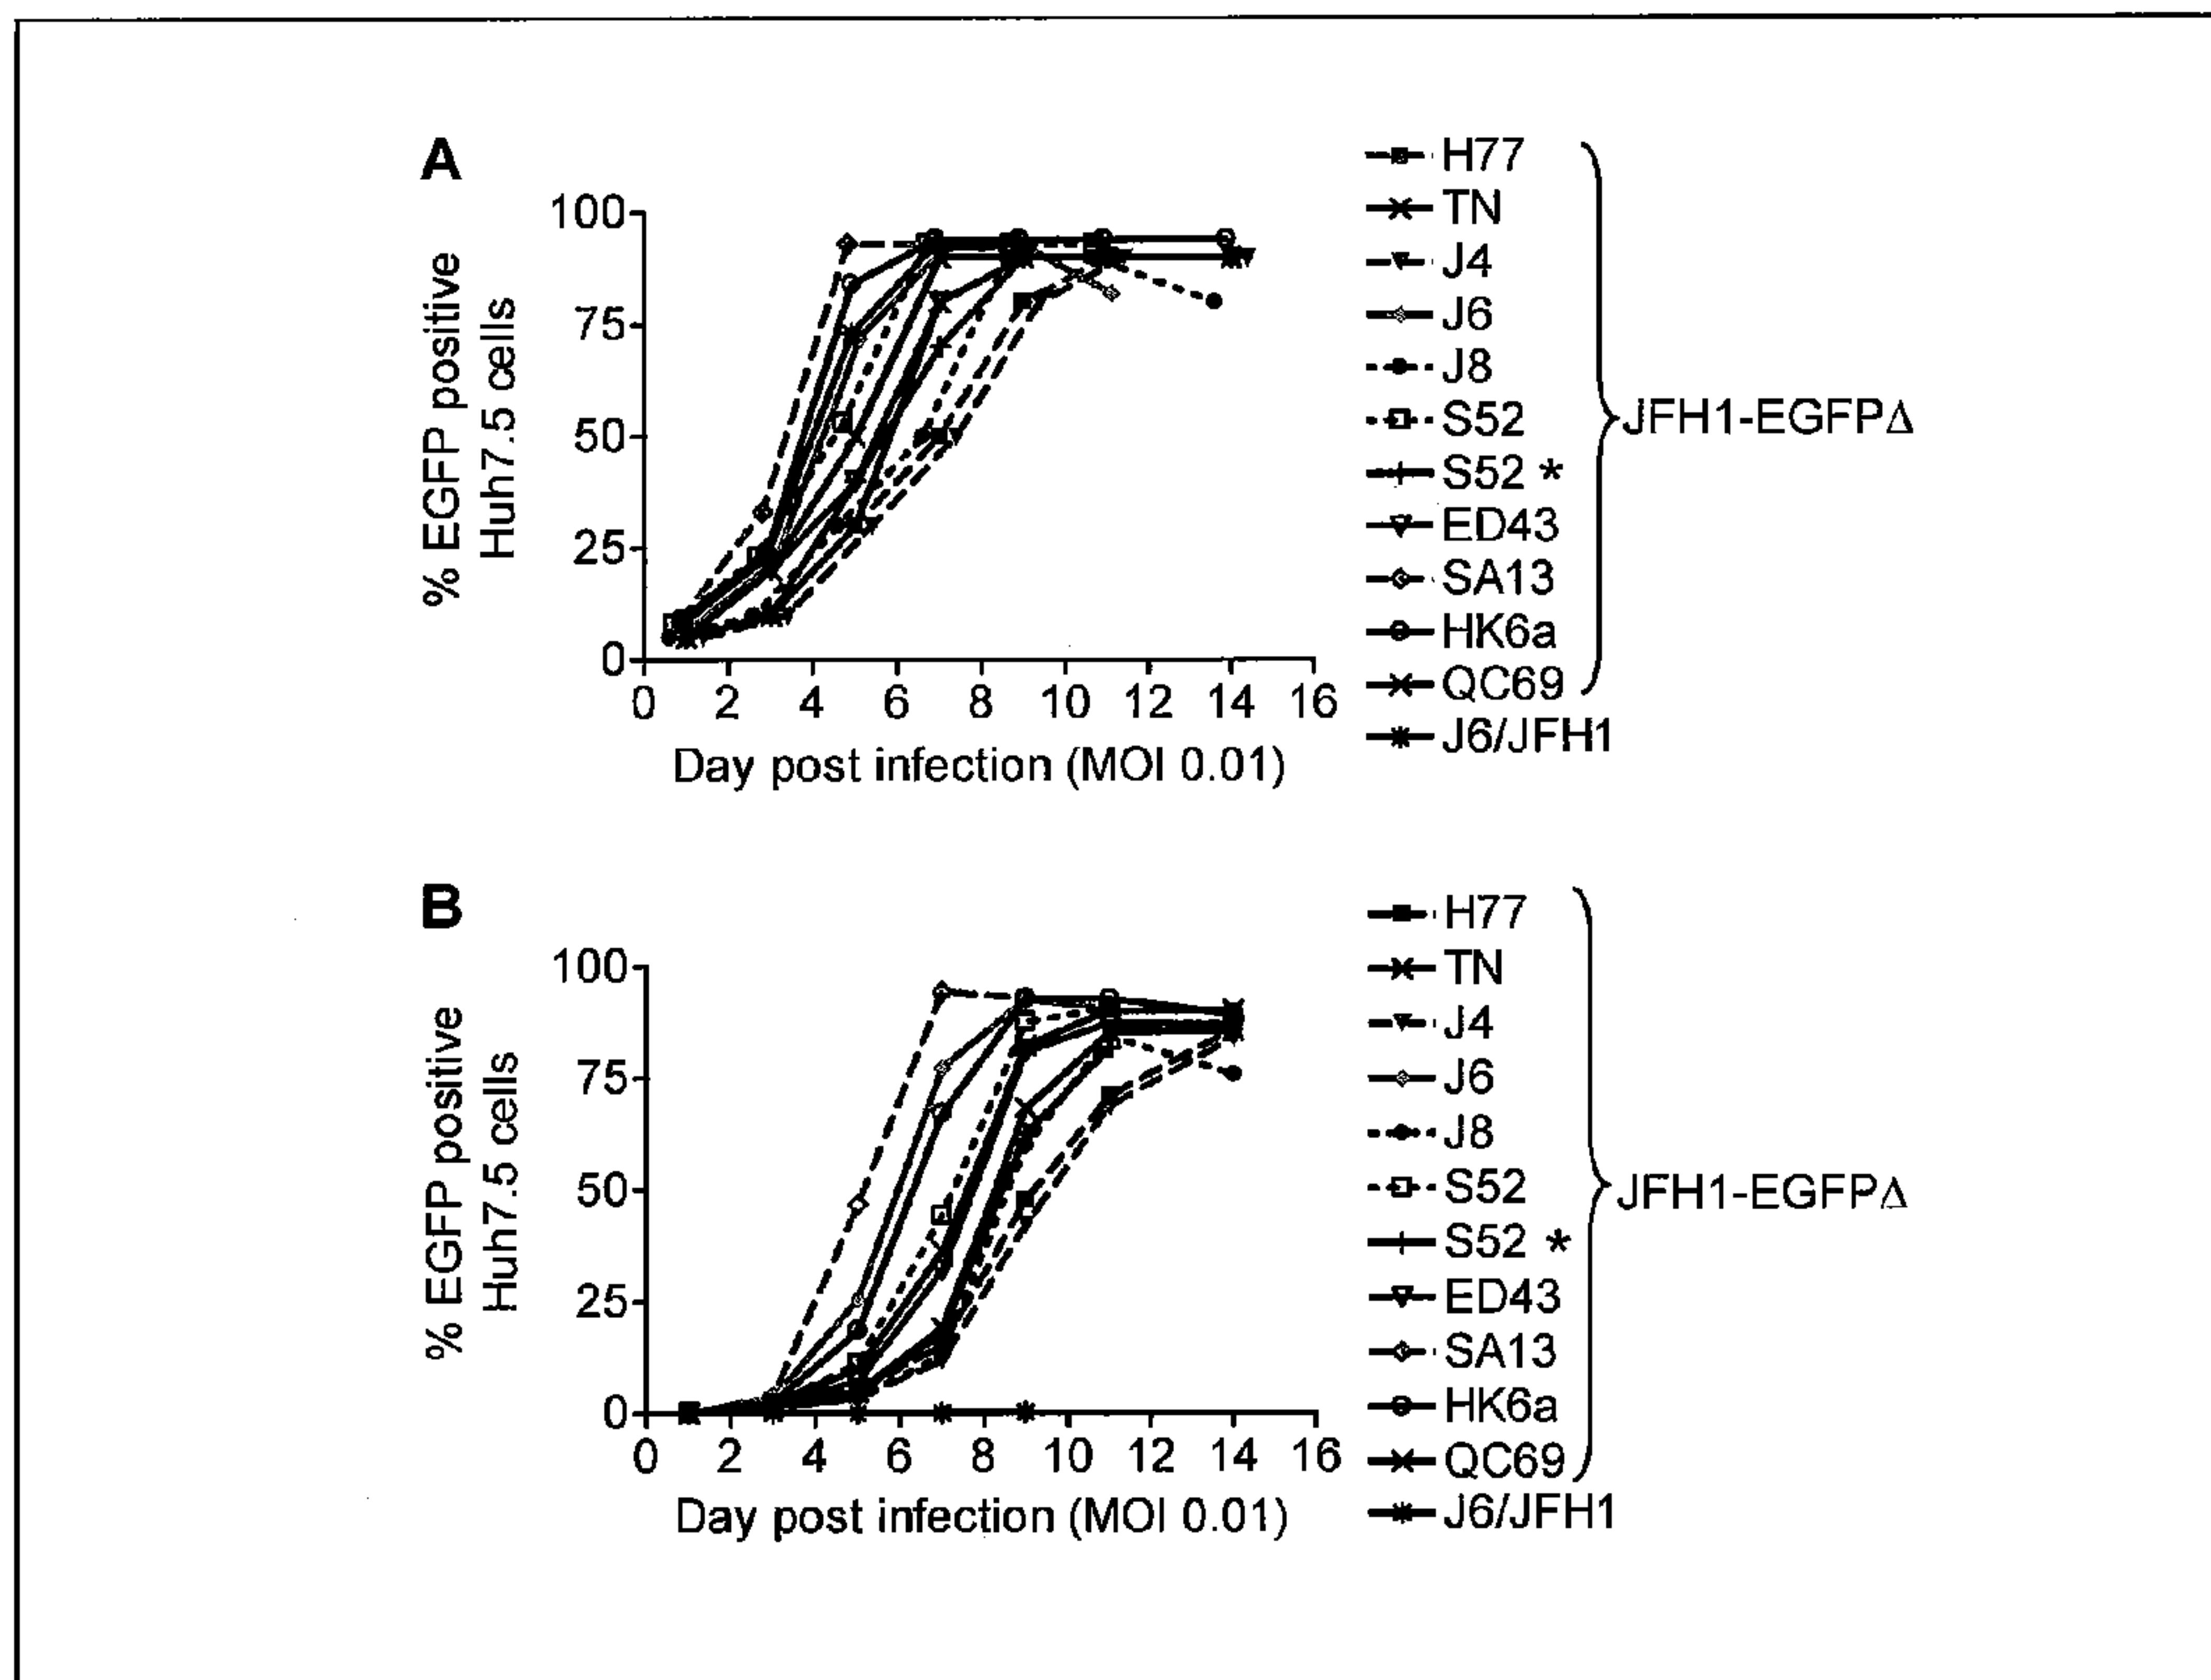 A
% EGFP positive
Huh7.5 cells
100
75
50
25
0
0 2 4 6 8 10 12 14 16
Day post infection (MOI 0.01)
H77
TN
J4
J6
J8
S52
S52 *
ED43
SA13
HK6a
QC69
J6/JFH1
JFH1-EGFPΔ
B
% EGFP positive
Huh7.5 cells
100
75
50
25
0
0 2 4 6 8 10 12 14 16
Day post infection (MOI 0.01)
H77
TN
J4
J6
J8
S52
S52 *
ED43
SA13
HK6a
QC69
J6/JFH1
JFH1-EGFPΔ